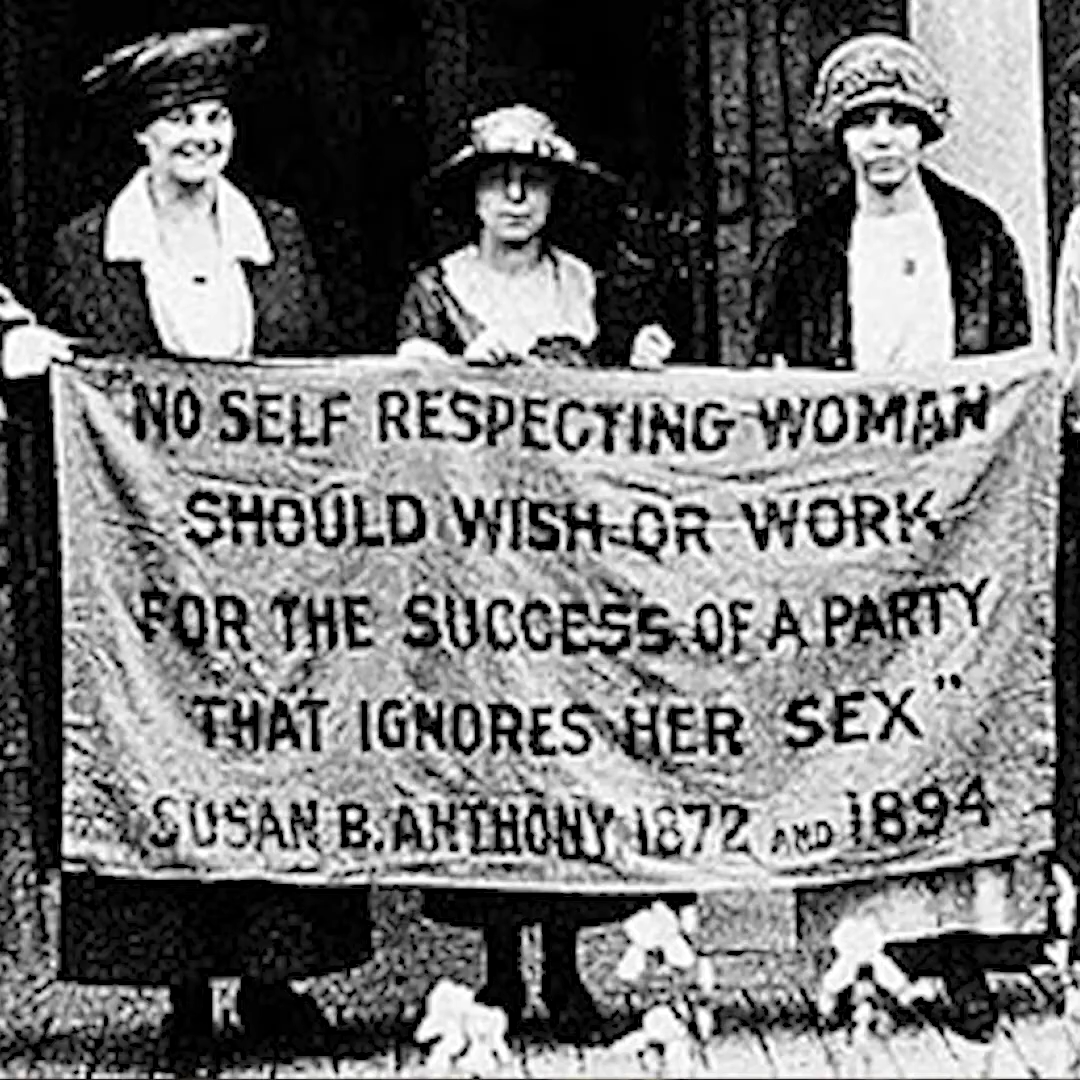 NO SELF RESPECTING WOMAN
SHOULD WISH OR WORK
FOR THE SUCCESS OF A PARTY
THAT IGNORES HER SEX"
SUSAN B. ANTHONY 1872 AND 1894